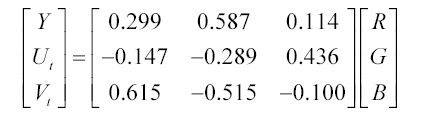 [Y] = [0.299 0.587 0.114] [R]
[U_t] = [−0.147 −0.289 0.436] [G]
[V_t] = [0.615 −0.515 −0.100] [B]